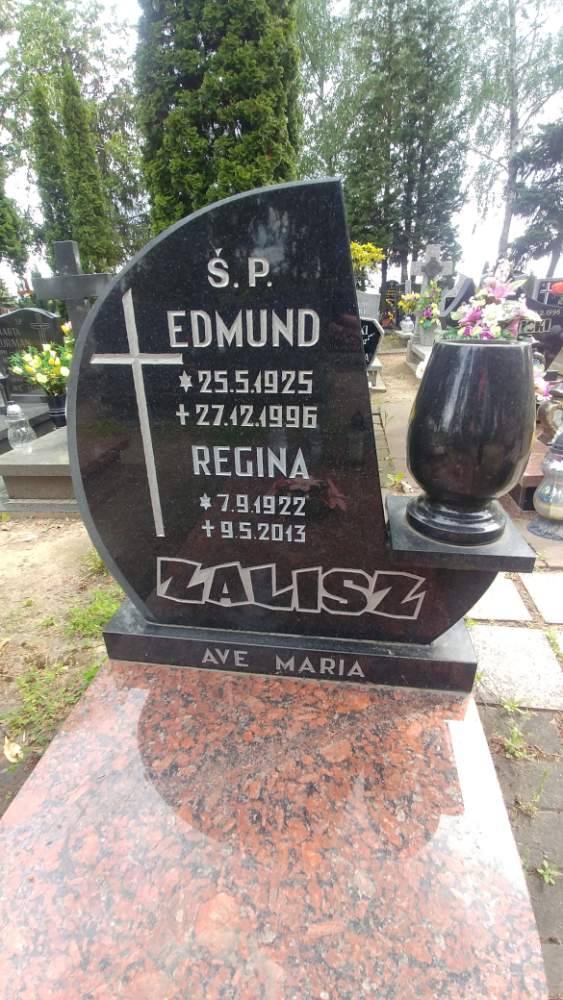 Ś.P.
EDMUND
* 25.5.1925
+ 27.12.1996
REGINA
* 7.9.1922
+ 9.5.2013
ZALISZ
AVE MARIA